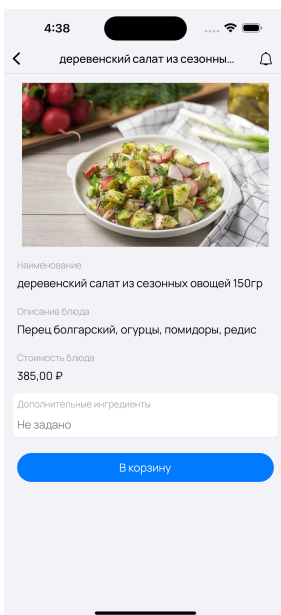 4:38
деревенский салат из сезонны...
Наименование
деревенский салат из сезонных овощей 150гр
Описание блюда
Перец болгарский, огурцы, помидоры, редис
Стоимость блюда
385,00 ₽
Дополнительные ингредиенты
Не задано
В корзину